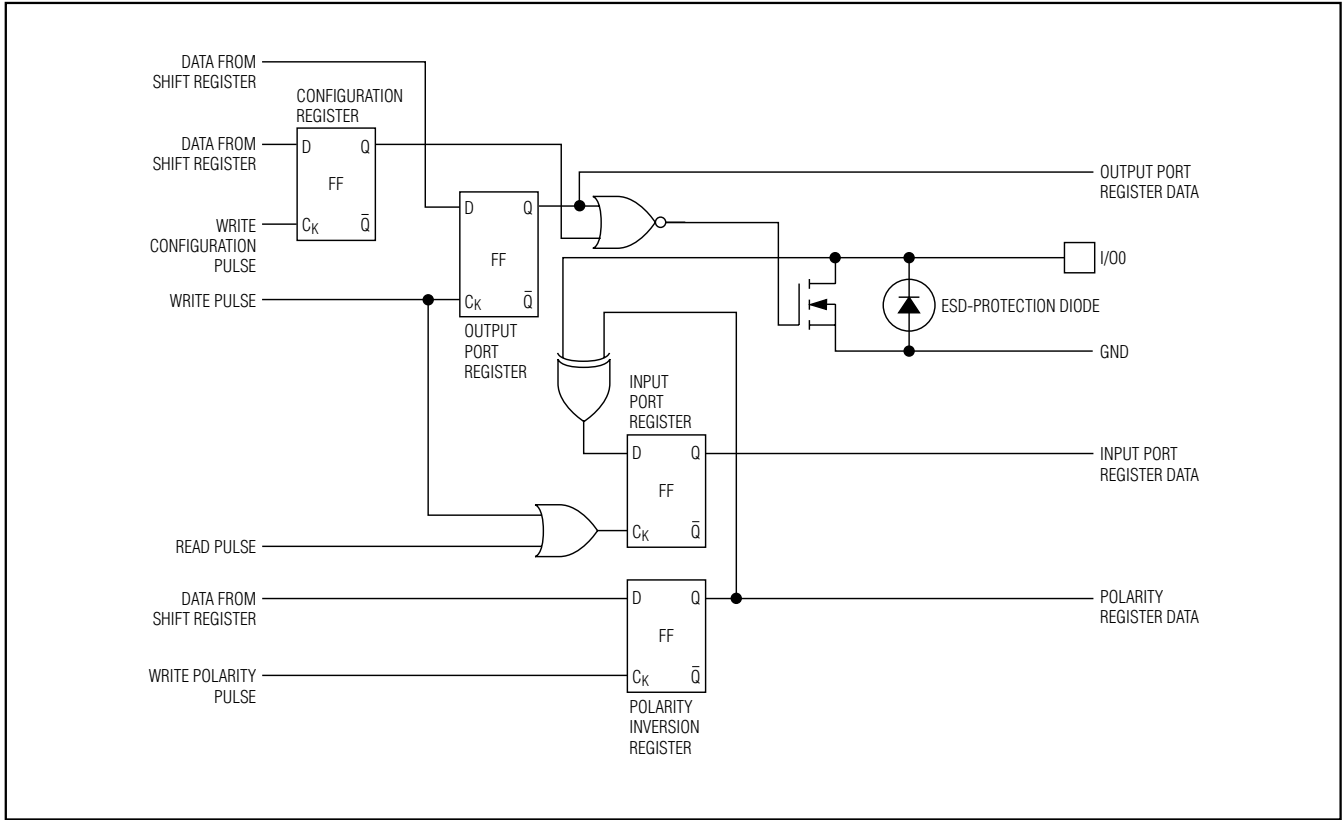 DATA FROM
SHIFT REGISTER
CONFIGURATION
REGISTER
DATA FROM
SHIFT REGISTER
D
Q
FF
WRITE
CONFIGURATION
PULSE
CK
Q̅
OUTPUT PORT
REGISTER DATA
D
Q
FF
I/O0
WRITE PULSE
CK
Q̅
ESD-PROTECTION DIODE
OUTPUT
PORT
REGISTER
GND
INPUT
PORT
REGISTER
D
Q
INPUT PORT
REGISTER DATA
FF
CK
Q̅
READ PULSE
DATA FROM
SHIFT REGISTER
D
Q
POLARITY
REGISTER DATA
FF
WRITE POLARITY
PULSE
CK
Q̅
POLARITY
INVERSION
REGISTER